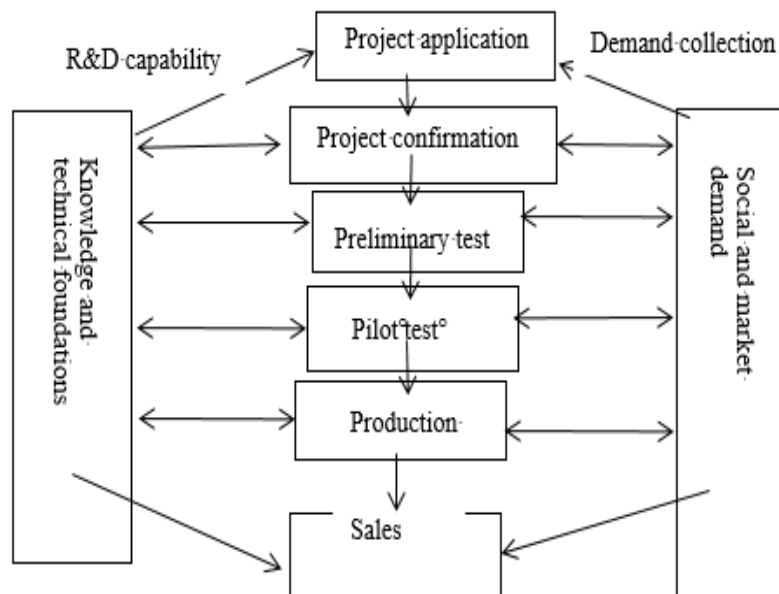 Project application
Demand collection
R&D capability
Project confirmation
Knowledge and
technical foundations
Social and market
demand
Preliminary test
Pilot°test°
Production
Sales